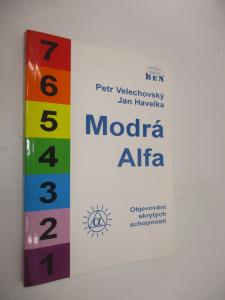 7
6
5
4
3
2
1
BEN
Petr Velechovský
Jan Havelka
Modrá
Alfa
Objevování
skrytých
schopností